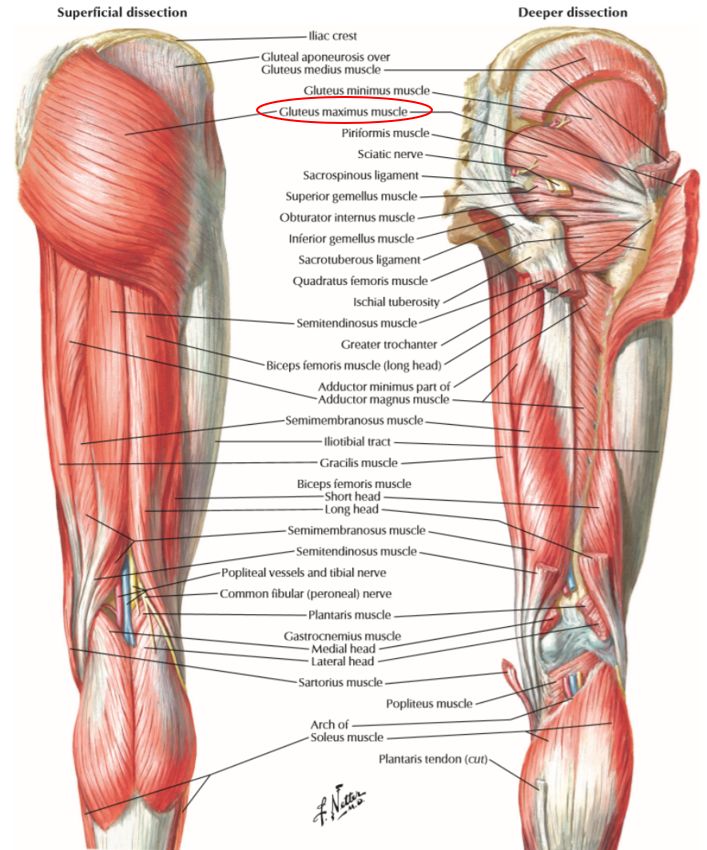 Superficial dissection
Deeper dissection
Iliac crest
Gluteal aponeurosis over
Gluteus medius muscle
Gluteus minimus muscle
Gluteus maximus muscle
Piriformis muscle
Sciatic nerve
Sacrospinous ligament
Superior gemellus muscle
Obturator internus muscle
Inferior gemellus muscle
Sacrotuberous ligament
Quadratus femoris muscle
Ischial tuberosity
Semitendinosus muscle
Greater trochanter
Biceps femoris muscle (long head)
Adductor minimus part of
Adductor magnus muscle
Semimembranosus muscle
Iliotibial tract
Gracilis muscle
Biceps femoris muscle
Short head
Long head
Semimembranosus muscle
Semitendinosus muscle
Popliteal vessels and tibial nerve
Common fibular (peroneal) nerve
Plantaris muscle
Gastrocnemius muscle
Medial head
Lateral head
Sartorius muscle
Popliteus muscle
Arch of
Soleus muscle
Plantaris tendon (cut)
F. Netter
M.D.